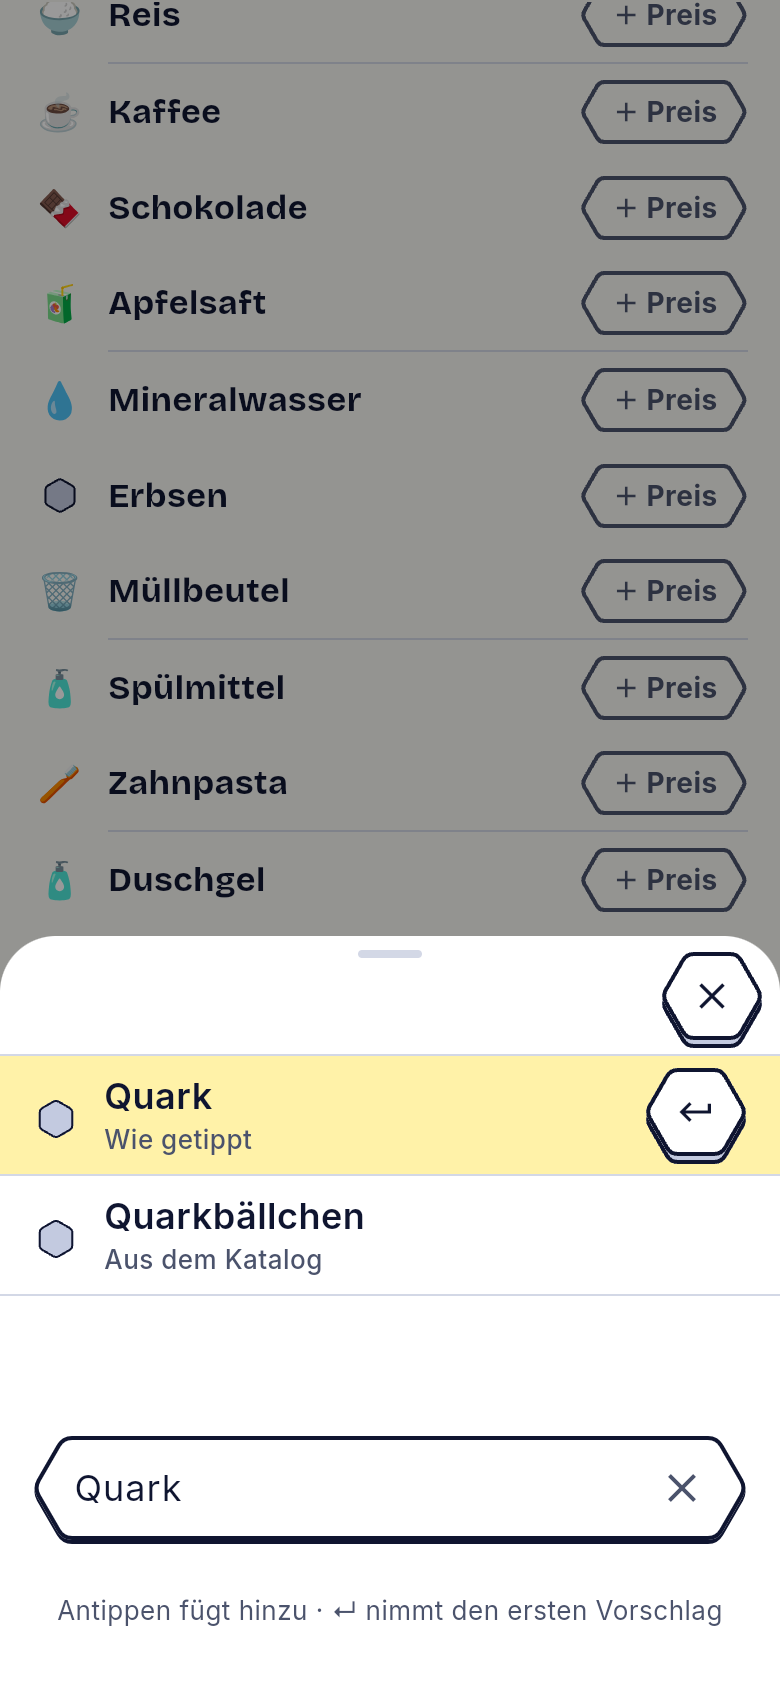 Reis
+ Preis
Kaffee
+ Preis
Schokolade
+ Preis
Apfelsaft
+ Preis
Mineralwasser
+ Preis
Erbsen
+ Preis
Müllbeutel
+ Preis
Spülmittel
+ Preis
Zahnpasta
+ Preis
Duschgel
+ Preis
Quark
Wie getippt
Quarkbällchen
Aus dem Katalog
Quark
Antippen fügt hinzu · ↵ nimmt den ersten Vorschlag